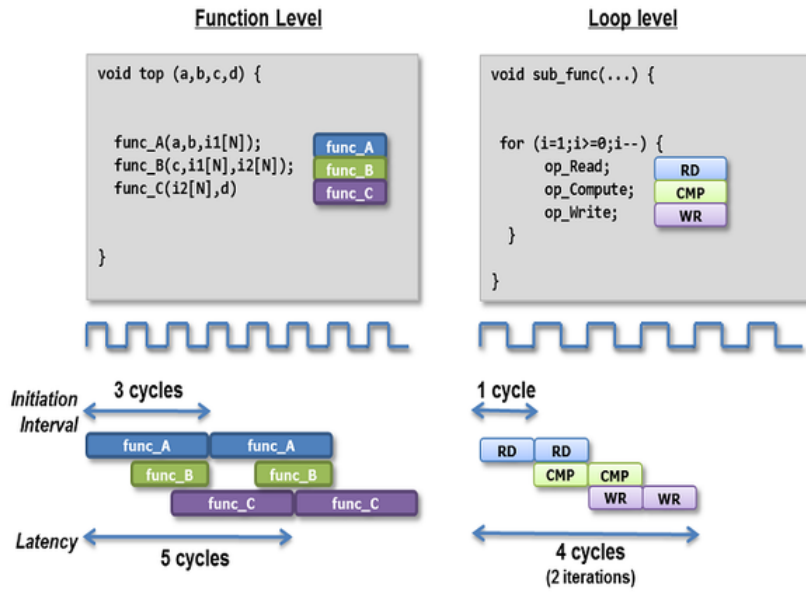 Function Level
void top (a,b,c,d) {
func_A(a,b,i1[N]);
func_B(c,i1[N],i2[N]);
func_C(i2[N],d)
}
func_A
func_B
func_C
Loop level
void sub_func(...) {
for (i=1;i>=0;i--) {
op_Read;
op_Compute;
op_Write;
}
}
RD
CMP
WR
Initiation
Interval
3 cycles
func_A func_A
func_B func_B
func_C func_C
Latency
5 cycles
1 cycle
RD RD
CMP CMP
WR WR
4 cycles
(2 iterations)